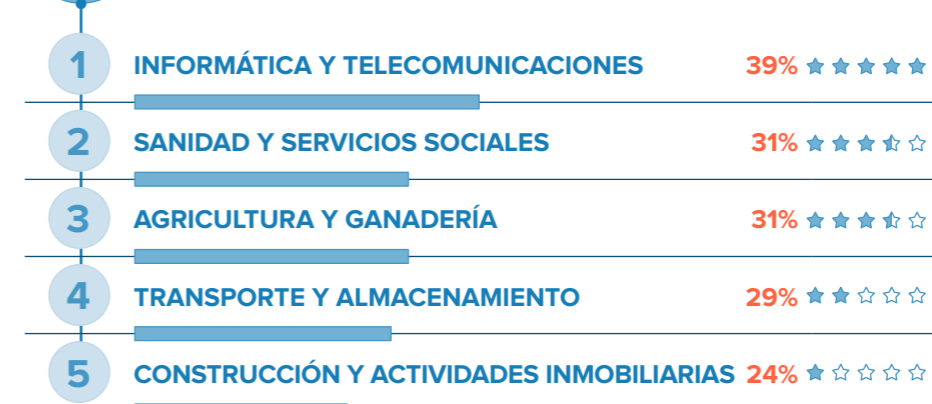 1 INFORMÁTICA Y TELECOMUNICACIONES 39%
2 SANIDAD Y SERVICIOS SOCIALES 31%
3 AGRICULTURA Y GANADERÍA 31%
4 TRANSPORTE Y ALMACENAMIENTO 29%
5 CONSTRUCCIÓN Y ACTIVIDADES INMOBILIARIAS 24%